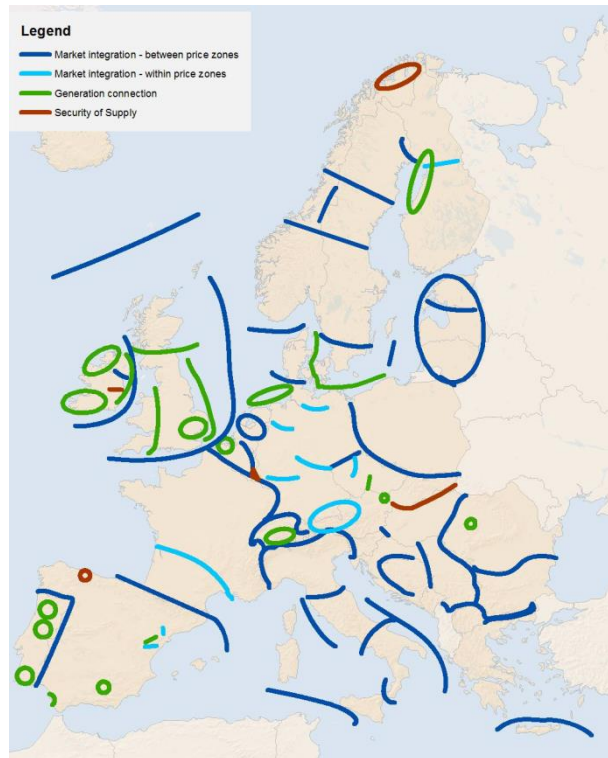 Legend
Market integration - between price zones
Market integration - within price zones
Generation connection
Security of Supply